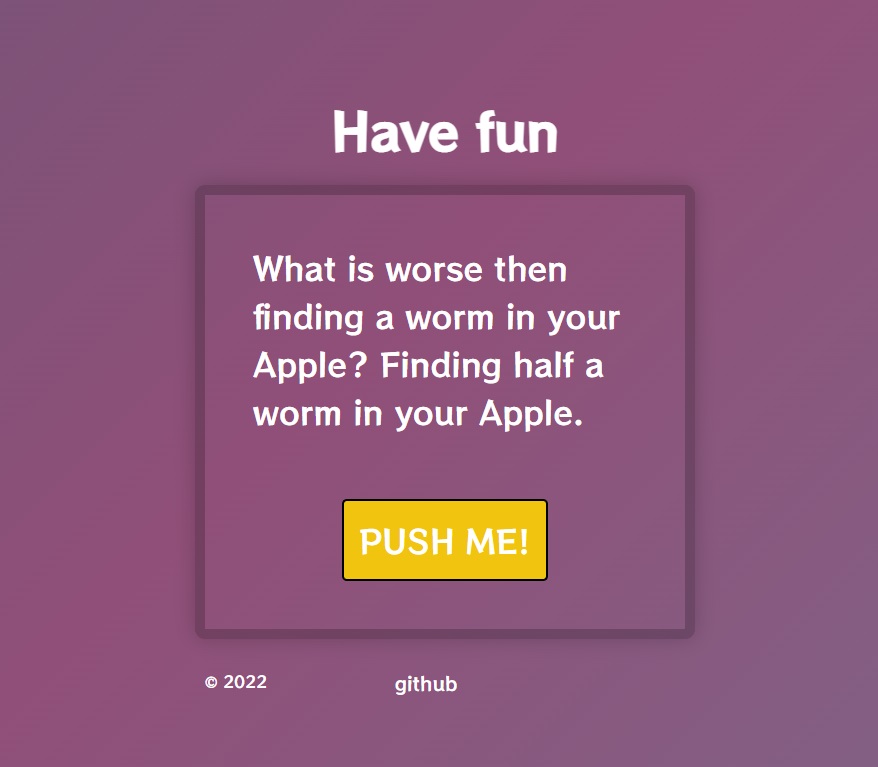 Have fun
What is worse then
finding a worm in your
Apple? Finding half a
worm in your Apple.
PUSH ME!
© 2022
github